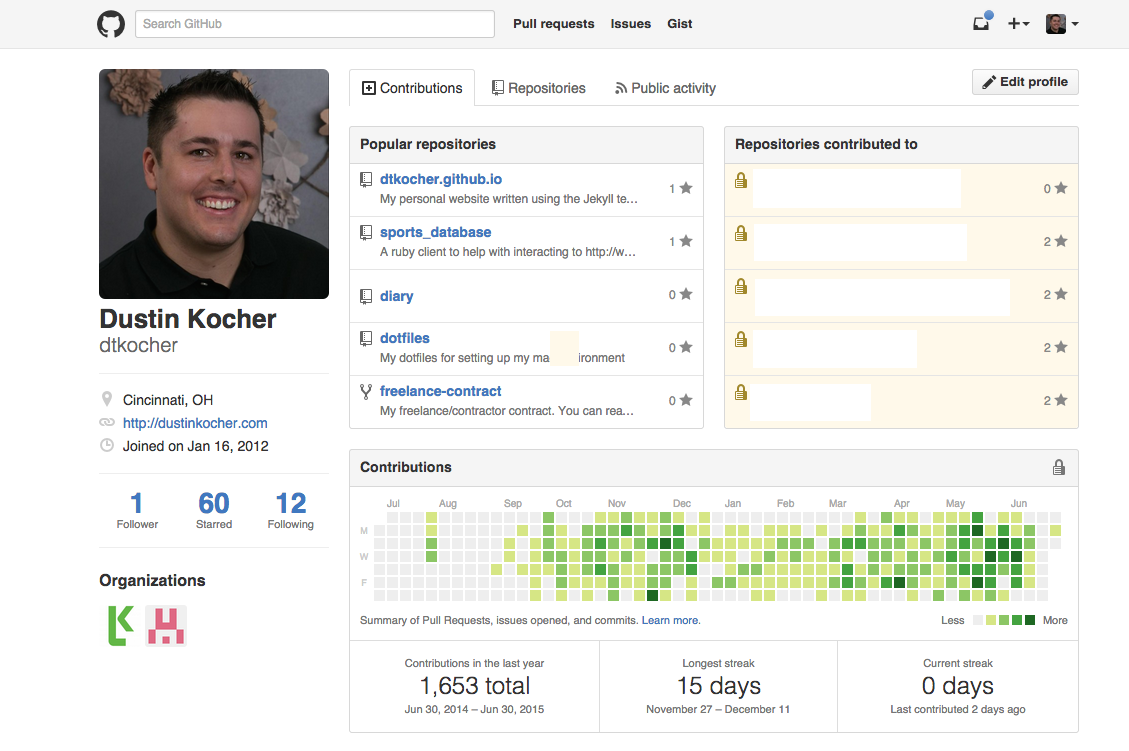 Search GitHub
Pull requests Issues Gist
Contributions Repositories Public activity Edit profile
Popular repositories
dtkocher.github.io
My personal website written using the Jekyll te...
1
sports_database
A ruby client to help with interacting to http://w...
1
diary
0
dotfiles
My dotfiles for setting up my ma ironment
0
freelance-contract
My freelance/contractor contract. You can rea...
0
Repositories contributed to
0
2
2
2
2
Dustin Kocher
dtkocher
Cincinnati, OH
http://dustinkocher.com
Joined on Jan 16, 2012
1 60 12
Follower Starred Following
Organizations
Contributions
Jul Aug Sep Oct Nov Dec Jan Feb Mar Apr May Jun
M
W
F
Summary of Pull Requests, issues opened, and commits. Learn more.
Less More
Contributions in the last year
1,653 total
Jun 30, 2014 – Jun 30, 2015
Longest streak
15 days
November 27 – December 11
Current streak
0 days
Last contributed 2 days ago